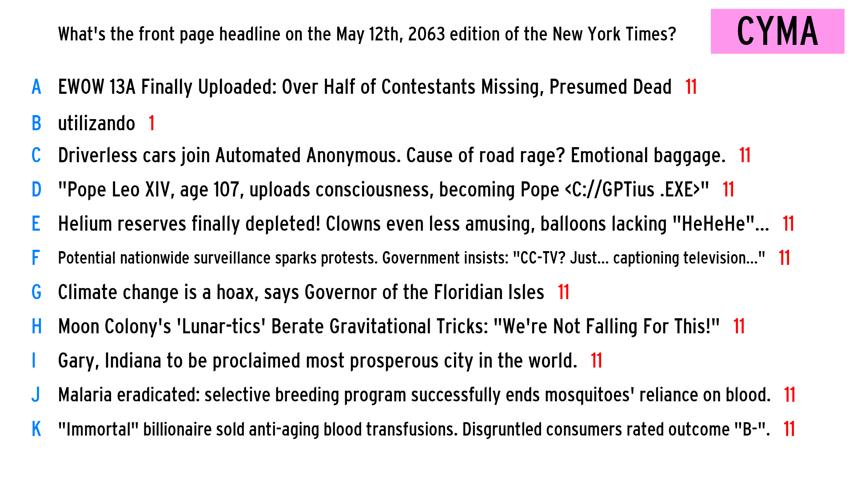 What's the front page headline on the May 12th, 2063 edition of the New York Times?
CYMA
A EWOW 13A Finally Uploaded: Over Half of Contestants Missing, Presumed Dead 11
B utilizando 1
C Driverless cars join Automated Anonymous. Cause of road rage? Emotional baggage. 11
D "Pope Leo XIV, age 107, uploads consciousness, becoming Pope <C://GPTius .EXE>" 11
E Helium reserves finally depleted! Clowns even less amusing, balloons lacking "HeHeHe"... 11
F Potential nationwide surveillance sparks protests. Government insists: "CC-TV? Just... captioning television..." 11
G Climate change is a hoax, says Governor of the Floridian Isles 11
H Moon Colony's 'Lunar-tics' Berate Gravitational Tricks: "We're Not Falling For This!" 11
I Gary, Indiana to be proclaimed most prosperous city in the world. 11
J Malaria eradicated: selective breeding program successfully ends mosquitoes' reliance on blood. 11
K "Immortal" billionaire sold anti-aging blood transfusions. Disgruntled consumers rated outcome "B-". 11